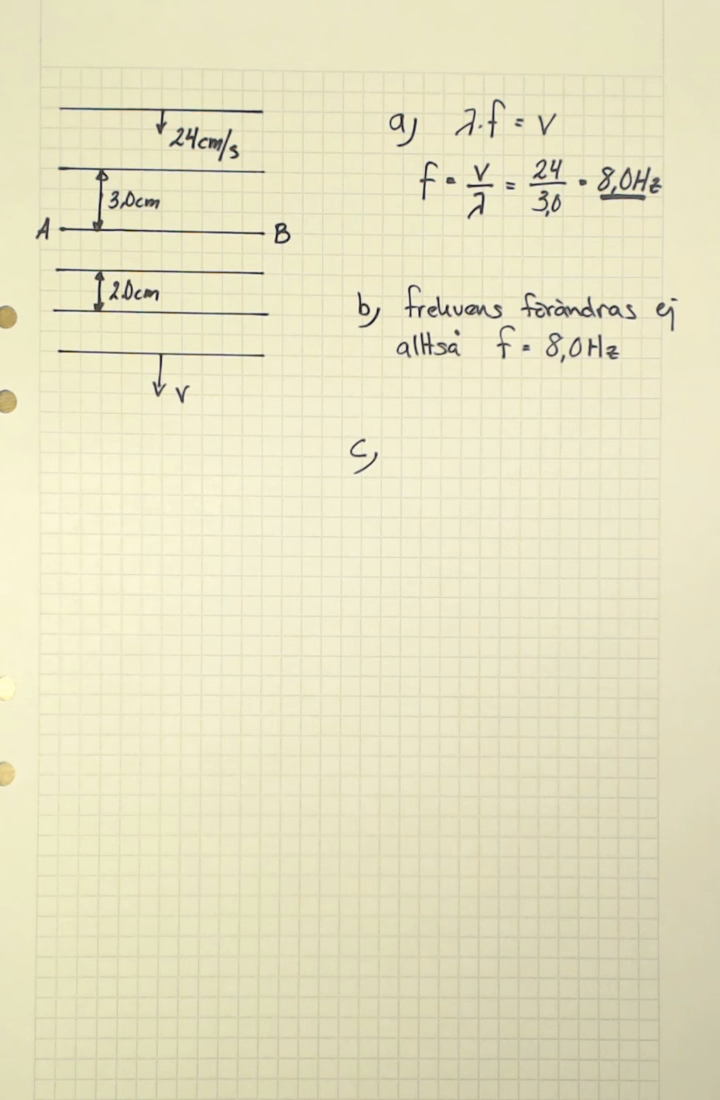 24cm/s
3,0cm
A B
2.0cm
v
a) λ·f = v
f = v/λ = 24/3,0 = 8,0Hz
b) frekvens förändras ej
alltså f = 8,0Hz
c)